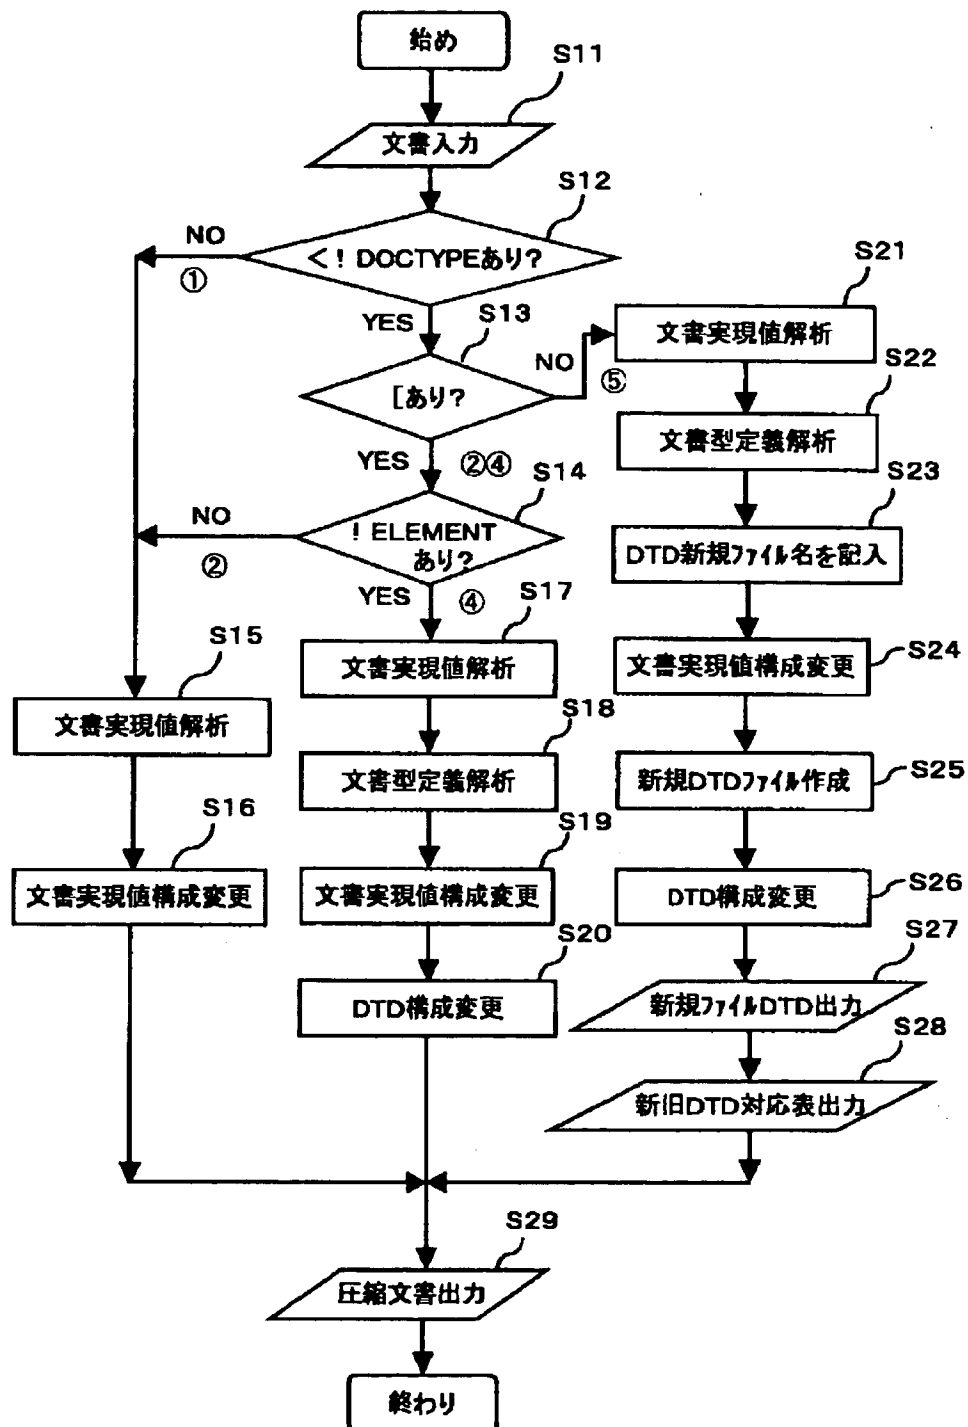 始め
S11
文書入力
S12
<! DOCTYPEあり?
NO
①
YES
S13
[あり?
NO
⑤
YES
②④
S14
! ELEMENT
あり?
NO
②
YES
④
S15
文書実現値解析
S16
文書実現値構成変更
S17
文書実現値解析
S18
文書型定義解析
S19
文書実現値構成変更
S20
DTD構成変更
S21
文書実現値解析
S22
文書型定義解析
S23
DTD新規ファイル名を記入
文書実現値構成変更
S24
新規DTDファイル作成
S25
DTD構成変更
S26
S27
新規ファイルDTD出力
S28
新旧DTD対応表出力
S29
圧縮文書出力
終わり